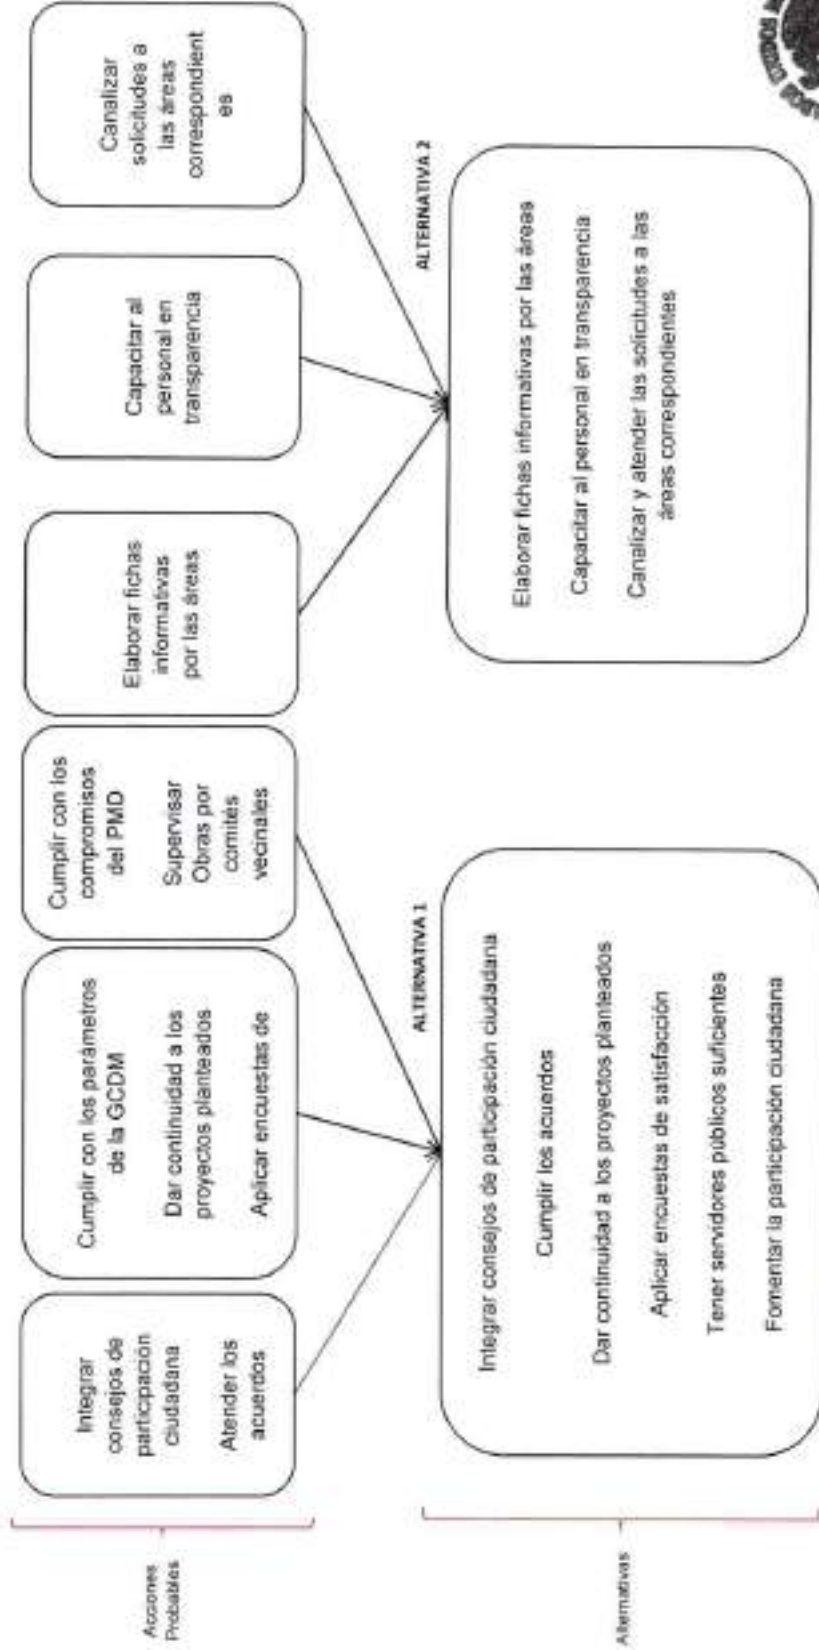 Acciones
Probables
Integrar
consejos de
participación
ciudadana
Atender los
acuerdos
Cumplir con los parámetros
de la GCDM
Dar continuidad a los
proyectos planteados
Aplicar encuestas de
Cumplir con los
compromisos
del PMD
Supervisar
Obras por
comités
vecinales
Elaborar fichas
informativas
por las áreas
Capacitar al
personal en
transparencia
Canalizar
solicitudes a
las áreas
correspondient
es
Alternativas
ALTERNATIVA 1
Integrar consejos de participación ciudadana
Cumplir los acuerdos
Dar continuidad a los proyectos planteados
Aplicar encuestas de satisfacción
Tener servidores públicos suficientes
Fomentar la participación ciudadana
ALTERNATIVA 2
Elaborar fichas informativas por las áreas
Capacitar al personal en transparencia
Canalizar y atender las solicitudes a las
áreas correspondientes